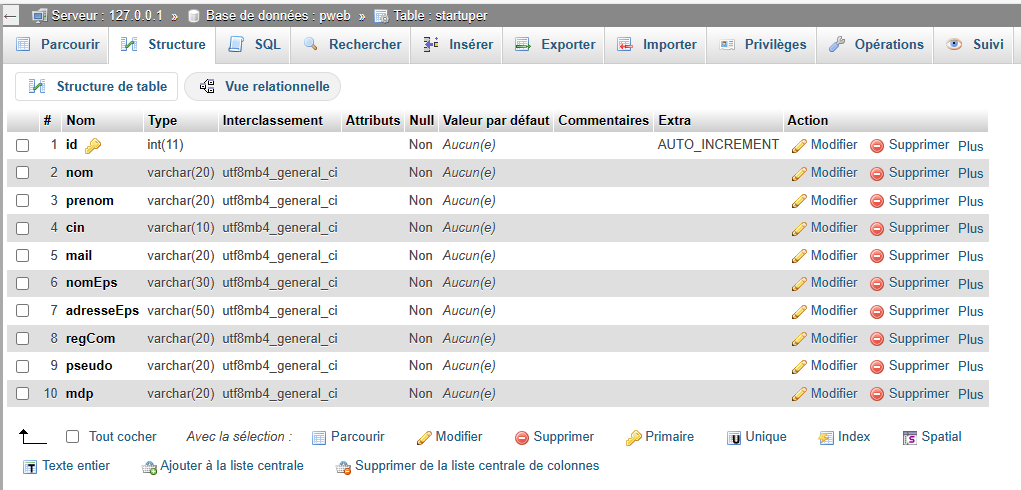 Serveur : 127.0.0.1 » Base de données : pweb » Table : startuper
Parcourir Structure SQL Rechercher Insérer Exporter Importer Privilèges Opérations Suivi
Structure de table Vue relationnelle
# Nom Type Interclassement Attributs Null Valeur par défaut Commentaires Extra Action
1 id int(11) Non Aucun(e) AUTO_INCREMENT Modifier Supprimer Plus
2 nom varchar(20) utf8mb4_general_ci Non Aucun(e) Modifier Supprimer Plus
3 prenom varchar(20) utf8mb4_general_ci Non Aucun(e) Modifier Supprimer Plus
4 cin varchar(10) utf8mb4_general_ci Non Aucun(e) Modifier Supprimer Plus
5 mail varchar(20) utf8mb4_general_ci Non Aucun(e) Modifier Supprimer Plus
6 nomEps varchar(30) utf8mb4_general_ci Non Aucun(e) Modifier Supprimer Plus
7 adresseEps varchar(50) utf8mb4_general_ci Non Aucun(e) Modifier Supprimer Plus
8 regCom varchar(20) utf8mb4_general_ci Non Aucun(e) Modifier Supprimer Plus
9 pseudo varchar(20) utf8mb4_general_ci Non Aucun(e) Modifier Supprimer Plus
10 mdp varchar(20) utf8mb4_general_ci Non Aucun(e) Modifier Supprimer Plus
Tout cocher Avec la sélection : Parcourir Modifier Supprimer Primaire Unique Index Spatial
Texte entier Ajouter à la liste centrale Supprimer de la liste centrale de colonnes